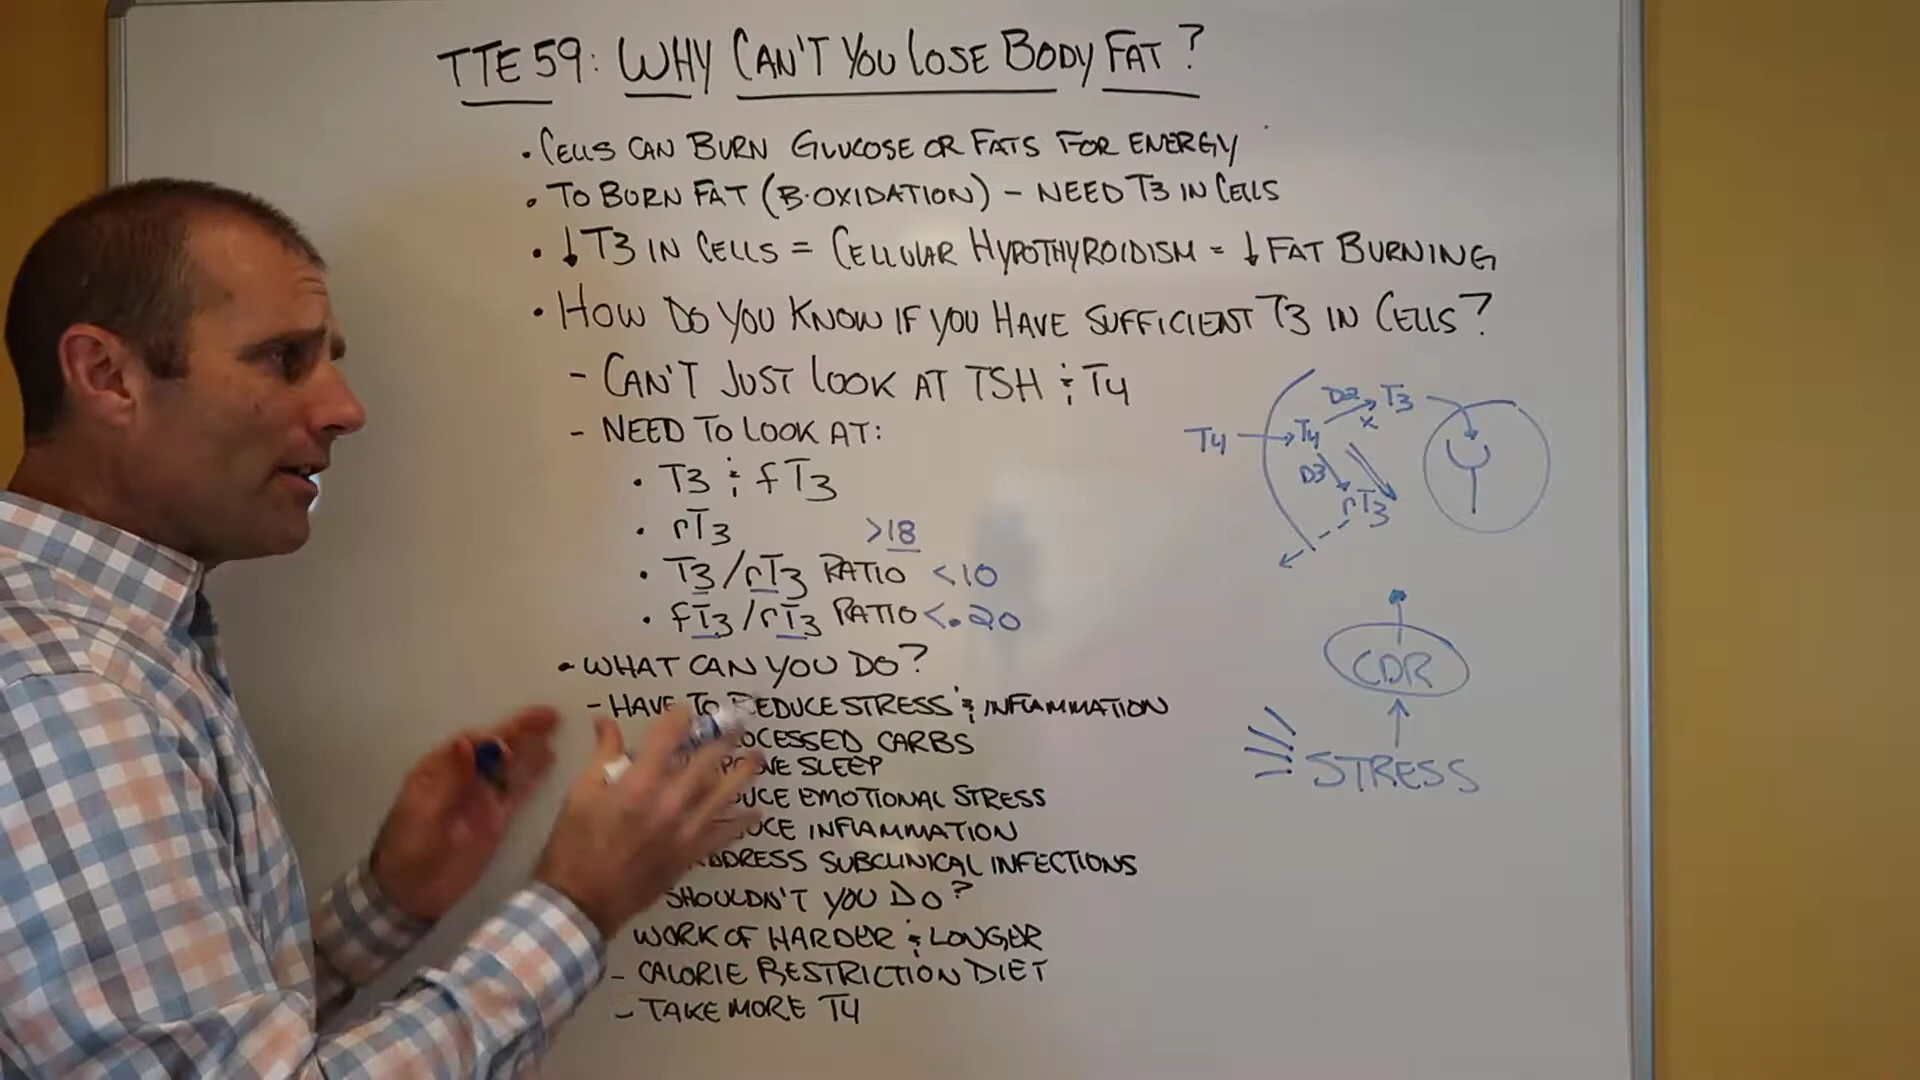 TTE 59: WHY CAN'T YOU LOSE BODY FAT?
• CELLS CAN BURN GLUCOSE OR FATS FOR ENERGY
• TO BURN FAT (B-OXIDATION) - NEED T3 IN CELLS
• ↓ T3 IN CELLS = CELLULAR HYPOTHYROIDISM = ↓ FAT BURNING
• HOW DO YOU KNOW IF YOU HAVE SUFFICIENT T3 IN CELLS?
- CAN'T JUST LOOK AT TSH & T4
- NEED TO LOOK AT:
• T3 & fT3
• rT3 >18
• T3/rT3 RATIO <10
• fT3/rT3 RATIO <.20
• WHAT CAN YOU DO?
- HAVE TO REDUCE STRESS & INFLAMMATION
OCESSED CARBS
OVE SLEEP
UCE EMOTIONAL STRESS
UCE INFLAMMATION
ADDRESS SUBCLINICAL INFECTIONS
SHOULDN'T YOU DO?
WORK OF HARDER & LONGER
- CALORIE RESTRICTION DIET
- TAKE MORE T4
D2 T3
T4 T4 X
D3
rT3
CDR
STRESS